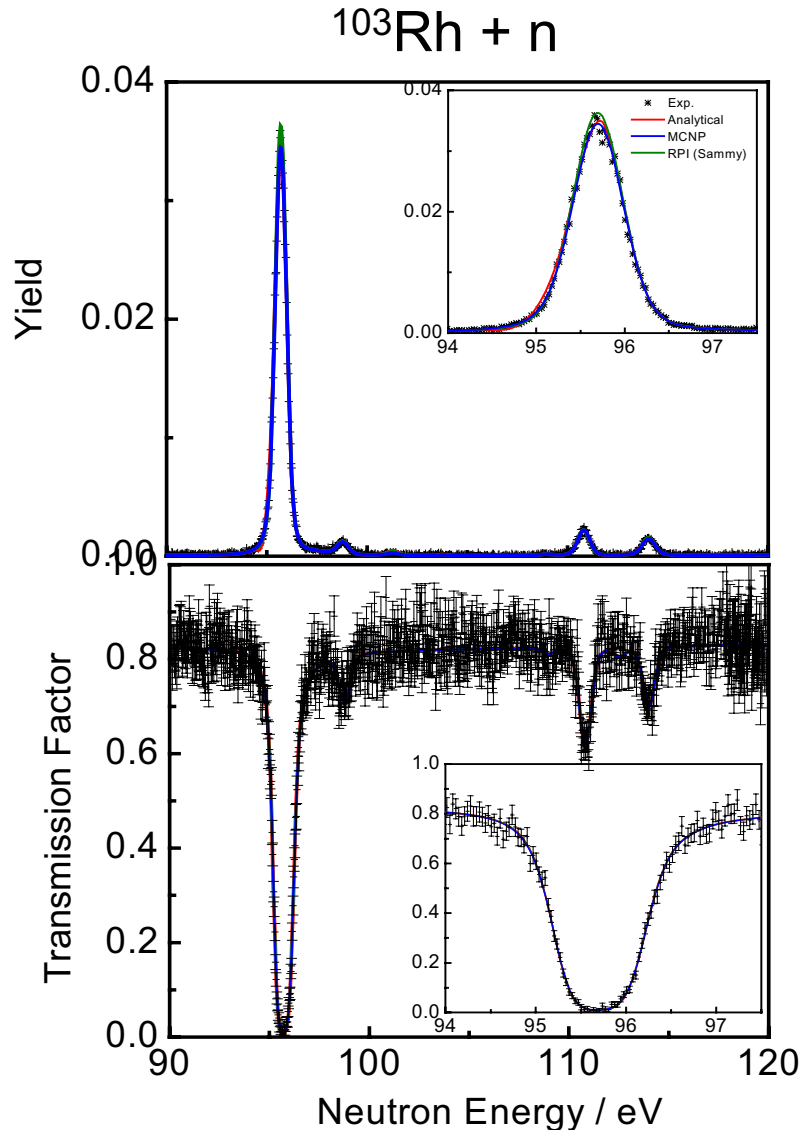 ¹⁰³Rh + n
Yield
0.04
0.02
0.00
0.04
0.02
0.00
Exp.
Analytical
MCNP
RPI (Sammy)
94 95 96 97
Transmission Factor
1.0
0.8
0.6
0.4
0.2
0.0
1.0
0.8
0.6
0.4
0.2
0.0
94 95 96 97
90 100 110 120
Neutron Energy / eV